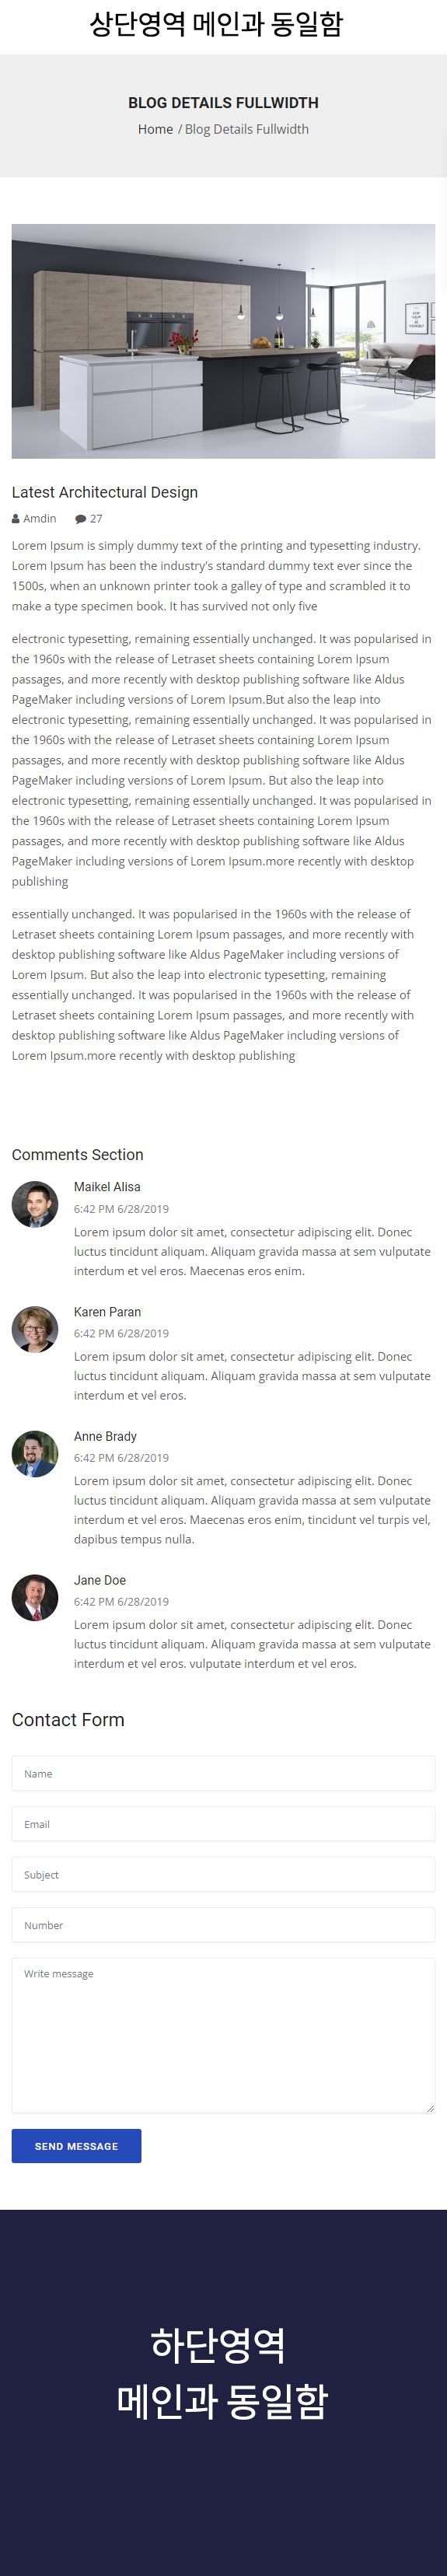 상단영역 메인과 동일함
BLOG DETAILS FULLWIDTH
Home / Blog Details Fullwidth
Latest Architectural Design
Amdin 27
Lorem Ipsum is simply dummy text of the printing and typesetting industry.
Lorem Ipsum has been the industry's standard dummy text ever since the
1500s, when an unknown printer took a galley of type and scrambled it to
make a type specimen book. It has survived not only five
electronic typesetting, remaining essentially unchanged. It was popularised in
the 1960s with the release of Letraset sheets containing Lorem Ipsum
passages, and more recently with desktop publishing software like Aldus
PageMaker including versions of Lorem Ipsum.But also the leap into
electronic typesetting, remaining essentially unchanged. It was popularised in
the 1960s with the release of Letraset sheets containing Lorem Ipsum
passages, and more recently with desktop publishing software like Aldus
PageMaker including versions of Lorem Ipsum. But also the leap into
electronic typesetting, remaining essentially unchanged. It was popularised in
the 1960s with the release of Letraset sheets containing Lorem Ipsum
passages, and more recently with desktop publishing software like Aldus
PageMaker including versions of Lorem Ipsum.more recently with desktop
publishing
essentially unchanged. It was popularised in the 1960s with the release of
Letraset sheets containing Lorem Ipsum passages, and more recently with
desktop publishing software like Aldus PageMaker including versions of
Lorem Ipsum. But also the leap into electronic typesetting, remaining
essentially unchanged. It was popularised in the 1960s with the release of
Letraset sheets containing Lorem Ipsum passages, and more recently with
desktop publishing software like Aldus PageMaker including versions of
Lorem Ipsum.more recently with desktop publishing
Comments Section
Maikel Alisa
6:42 PM 6/28/2019
Lorem ipsum dolor sit amet, consectetur adipiscing elit. Donec
luctus tincidunt aliquam. Aliquam gravida massa at sem vulputate
interdum et vel eros. Maecenas eros enim.
Karen Paran
6:42 PM 6/28/2019
Lorem ipsum dolor sit amet, consectetur adipiscing elit. Donec
luctus tincidunt aliquam. Aliquam gravida massa at sem vulputate
interdum et vel eros.
Anne Brady
6:42 PM 6/28/2019
Lorem ipsum dolor sit amet, consectetur adipiscing elit. Donec
luctus tincidunt aliquam. Aliquam gravida massa at sem vulputate
interdum et vel eros. Maecenas eros enim, tincidunt vel turpis vel,
dapibus tempus nulla.
Jane Doe
6:42 PM 6/28/2019
Lorem ipsum dolor sit amet, consectetur adipiscing elit. Donec
luctus tincidunt aliquam. Aliquam gravida massa at sem vulputate
interdum et vel eros. vulputate interdum et vel eros.
Contact Form
Name
Email
Subject
Number
Write message
SEND MESSAGE
하단영역
메인과 동일함